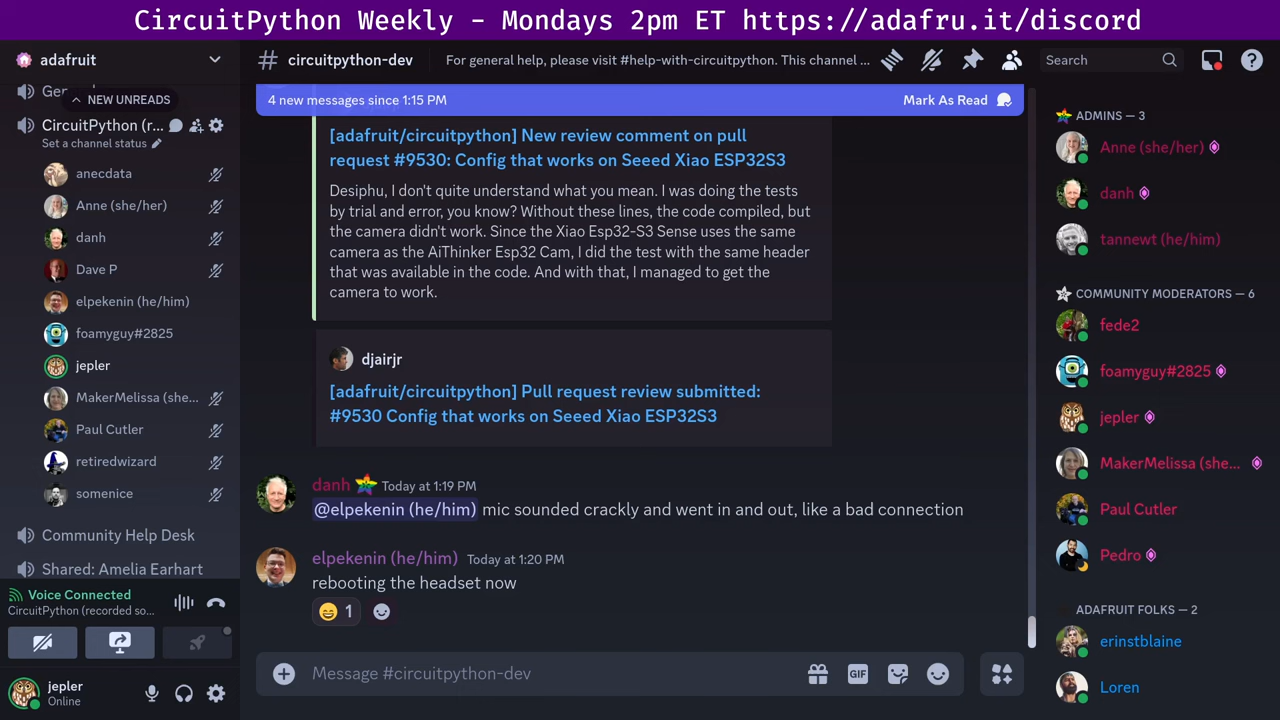 CircuitPython Weekly - Mondays 2pm ET https://adafru.it/discord
adafruit
NEW UNREADS
CircuitPython (r...
Set a channel status
anecdata
Anne (she/her)
danh
Dave P
elpekenin (he/him)
foamyguy#2825
jepler
MakerMelissa (she...
Paul Cutler
retiredwizard
somenice
Community Help Desk
Shared: Amelia Earhart
Voice Connected
CircuitPython (recorded so...
jepler
Online
# circuitpython-dev
For general help, please visit #help-with-circuitpython. This channel ...
Search
4 new messages since 1:15 PM
Mark As Read
[adafruit/circuitpython] New review comment on pull
request #9530: Config that works on Seeed Xiao ESP32S3
Desiphu, I don't quite understand what you mean. I was doing the tests
by trial and error, you know? Without these lines, the code compiled, but
the camera didn't work. Since the Xiao Esp32-S3 Sense uses the same
camera as the AiThinker Esp32 Cam, I did the test with the same header
that was available in the code. And with that, I managed to get the
camera to work.
djairjr
[adafruit/circuitpython] Pull request review submitted:
#9530 Config that works on Seeed Xiao ESP32S3
danh Today at 1:19 PM
@elpekenin (he/him) mic sounded crackly and went in and out, like a bad connection
elpekenin (he/him) Today at 1:20 PM
rebooting the headset now
1
Message #circuitpython-dev
GIF
ADMINS — 3
Anne (she/her)
danh
tannewt (he/him)
COMMUNITY MODERATORS — 6
fede2
foamyguy#2825
jepler
MakerMelissa (she...
Paul Cutler
Pedro
ADAFRUIT FOLKS — 2
erinstblaine
Loren